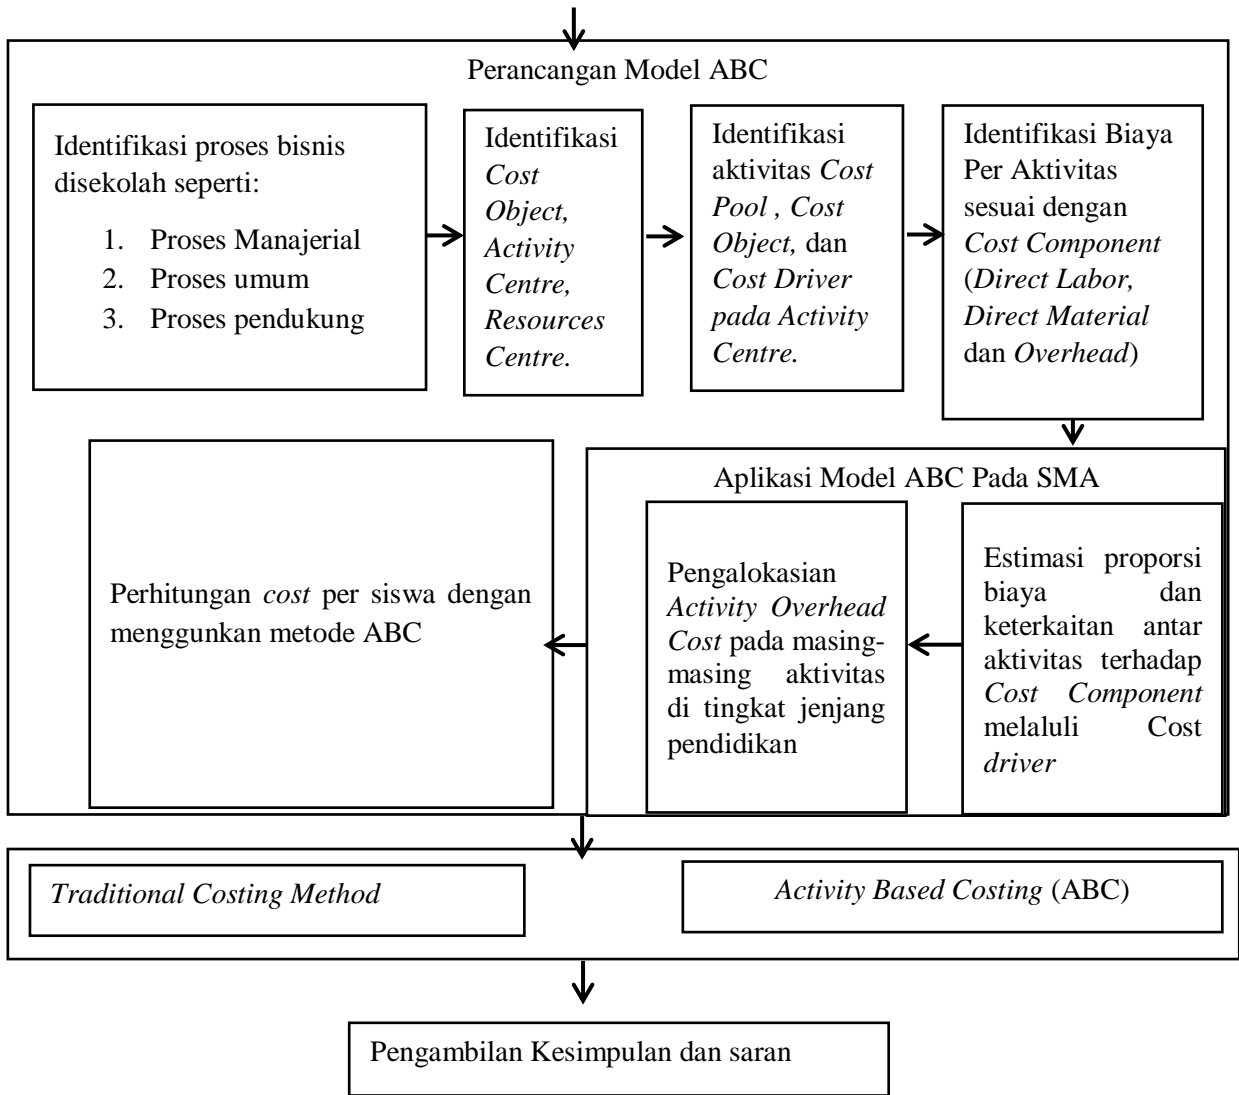 Perancangan Model ABC
Identifikasi proses bisnis
disekolah seperti:
1. Proses Manajerial
2. Proses umum
3. Proses pendukung
Identifikasi
Cost
Object,
Activity
Centre,
Resources
Centre.
Identifikasi
aktivitas Cost
Pool , Cost
Object, dan
Cost Driver
pada Activity
Centre.
Identifikasi Biaya
Per Aktivitas
sesuai dengan
Cost Component
(Direct Labor,
Direct Material
dan Overhead)
Aplikasi Model ABC Pada SMA
Estimasi proporsi
biaya dan
keterkaitan antar
aktivitas terhadap
Cost Component
melaluli Cost
driver
Pengalokasian
Activity Overhead
Cost pada masing-
masing aktivitas
di tingkat jenjang
pendidikan
Perhitungan cost per siswa dengan
menggunkan metode ABC
Traditional Costing Method
Activity Based Costing (ABC)
Pengambilan Kesimpulan dan saran